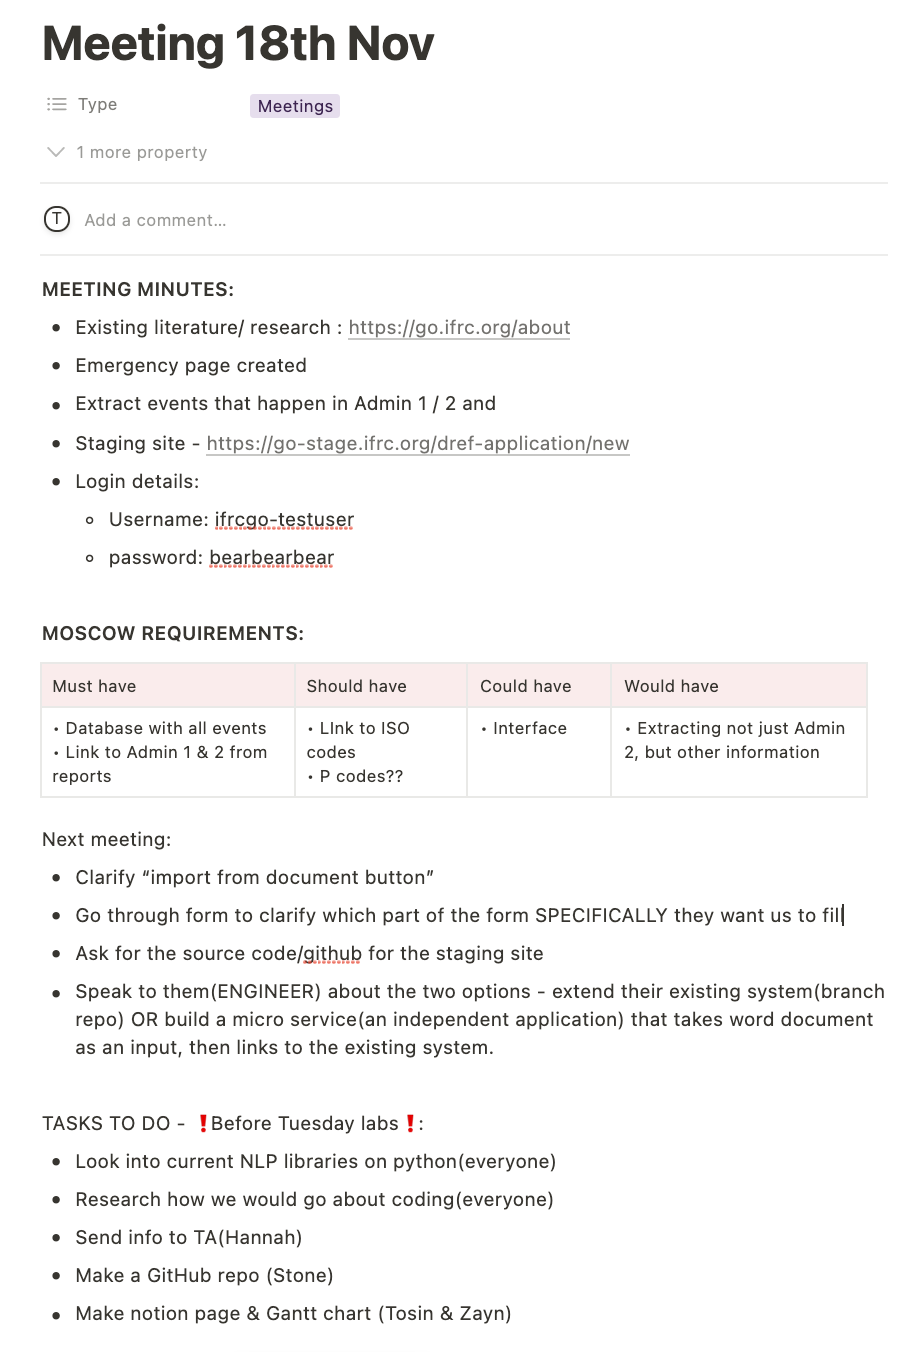 Meeting 18th Nov
Type Meetings
1 more property
T Add a comment...
MEETING MINUTES:
• Existing literature/ research : https://go.ifrc.org/about
• Emergency page created
• Extract events that happen in Admin 1 / 2 and
• Staging site - https://go-stage.ifrc.org/dref-application/new
• Login details:
◦ Username: ifrcgo-testuser
◦ password: bearbearbear
MOSCOW REQUIREMENTS:
Must have Should have Could have Would have
• Database with all events
• Link to Admin 1 & 2 from
reports
• LInk to ISO
codes
• P codes??
• Interface
• Extracting not just Admin
2, but other information
Next meeting:
• Clarify “import from document button”
• Go through form to clarify which part of the form SPECIFICALLY they want us to fill
• Ask for the source code/github for the staging site
• Speak to them(ENGINEER) about the two options - extend their existing system(branch
repo) OR build a micro service(an independent application) that takes word document
as an input, then links to the existing system.
TASKS TO DO - ❗Before Tuesday labs ❗:
• Look into current NLP libraries on python(everyone)
• Research how we would go about coding(everyone)
• Send info to TA(Hannah)
• Make a GitHub repo (Stone)
• Make notion page & Gantt chart (Tosin & Zayn)